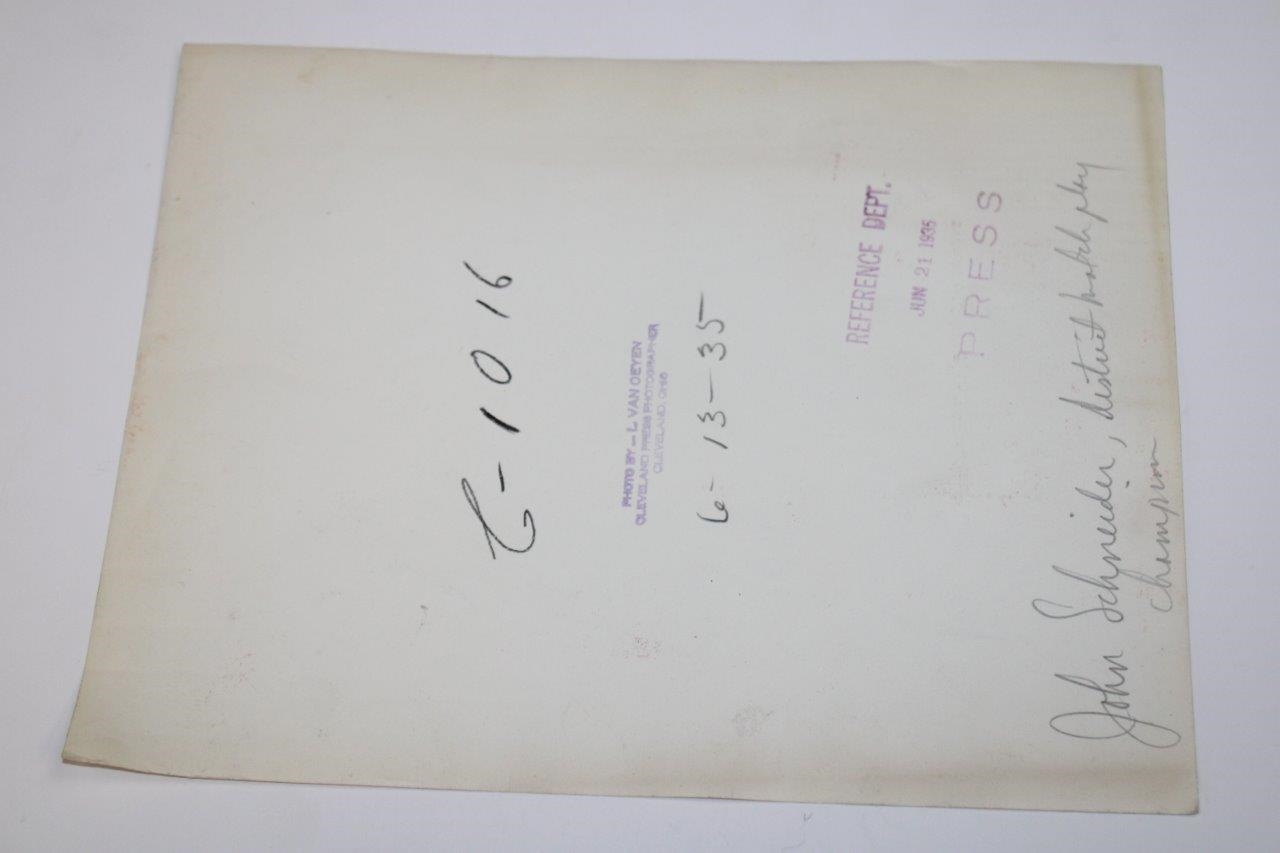 C-1016
PHOTO BY — L. VAN OEYEN
CLEVELAND PRESS PHOTOGRAPHER
CLEVELAND, OHIO
6-13-35
REFERENCE DEPT.
JUN 21 1935
PRESS
John Schneider, district match play
champion